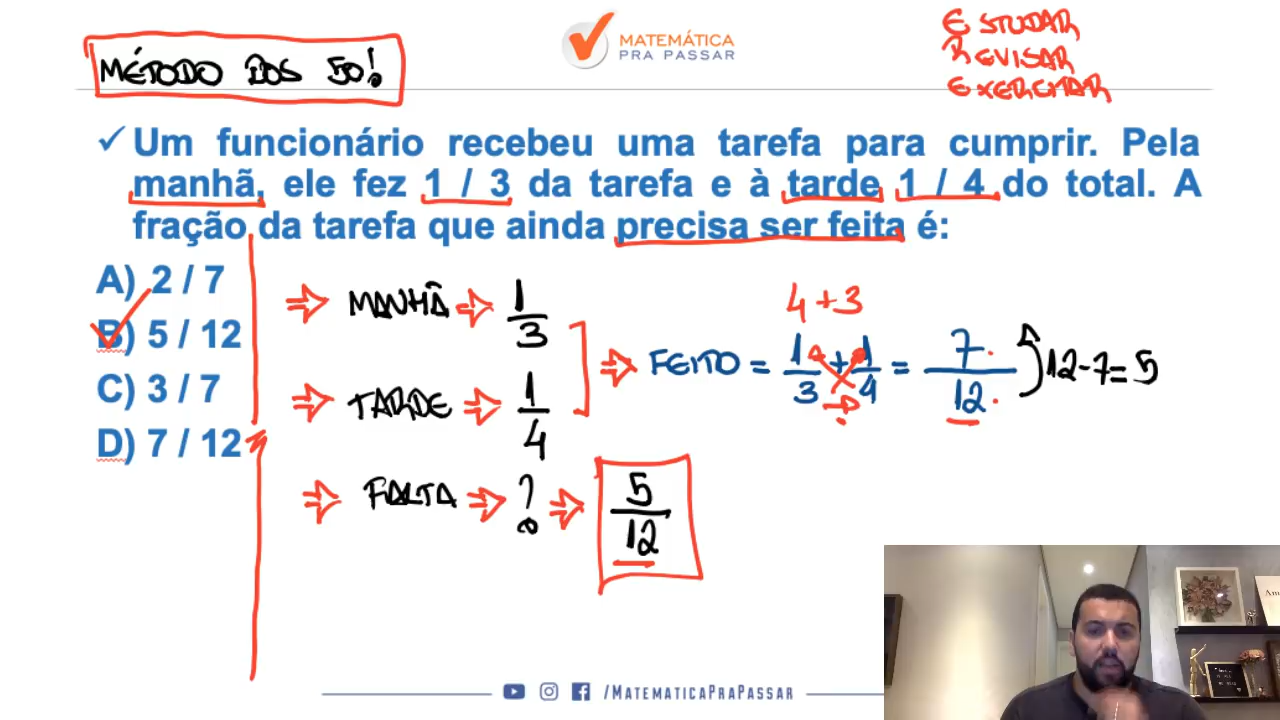 MATEMÁTICA
PRA PASSAR
MÉTODO DOS 50!
ESTUDAR
REVISAR
EXERCITAR
✓ Um funcionário recebeu uma tarefa para cumprir. Pela
manhã, ele fez 1 / 3 da tarefa e à tarde 1 / 4 do total. A
fração da tarefa que ainda precisa ser feita é:
A) 2 / 7
B) 5 / 12
C) 3 / 7
D) 7 / 12
⇒ MANHÃ ⇒ 1/3
⇒ TARDE ⇒ 1/4
⇒ FALTA ⇒ ? ⇒ 5/12
4+3
⇒ FEITO = 1/3 + 1/4 = 7/12
12-7=5
/MATEMATICAPRAPASSAR